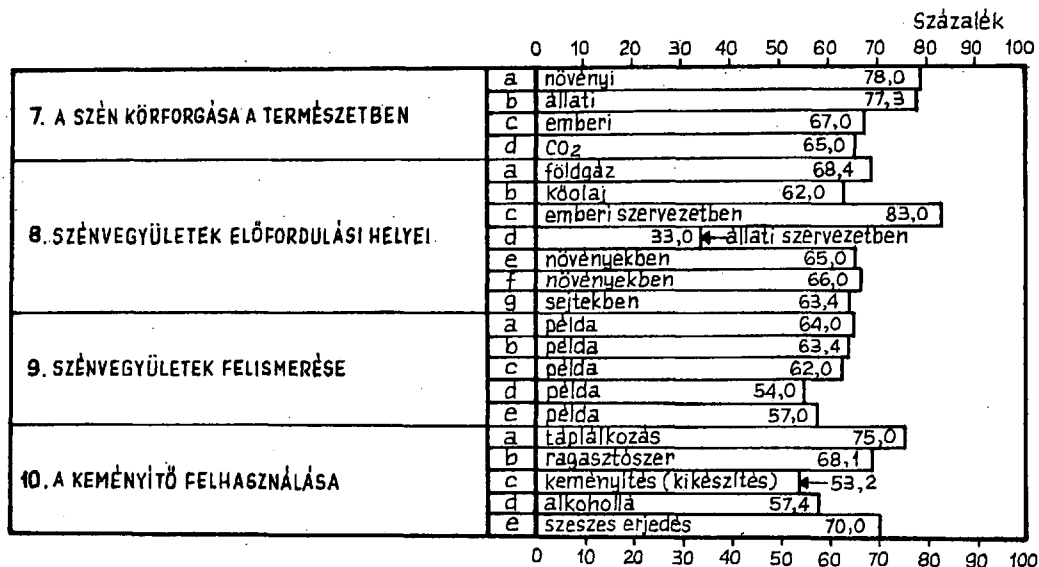 Százalék
0 10 20 30 40 50 60 70 80 90 100
7. A SZÉN KÖRFORGÁSA A TERMÉSZETBEN
a növényi 78,0
b állati 77,3
c emberi 67,0
d CO2 65,0
8. SZÉNVEGYÜLETEK ELŐFORDULÁSI HELYEI
a földgáz 68,4
b kőolaj 62,0
c emberi szervezetben 83,0
d 33,0 állati szervezetben
e növényekben 65,0
f növényekben 66,0
g sejtekben 63,4
9. SZÉNVEGYÜLETEK FELISMERÉSE
a példa 64,0
b példa 63,4
c példa 62,0
d példa 54,0
e példa 57,0
10. A KEMÉNYÍTŐ FELHASZNÁLÁSA
a táplálkozás 75,0
b ragasztószer 68,1
c keményítés (kikészítés) 53,2
d alkohollá 57,4
e szeszes erjedés 70,0
0 10 20 30 40 50 60 70 80 90 100